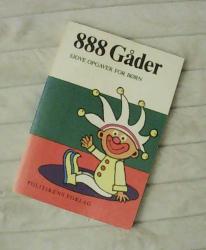 888 Gåder
SJOVE OPGAVER FOR BØRN
POLITIKENS FORLAG